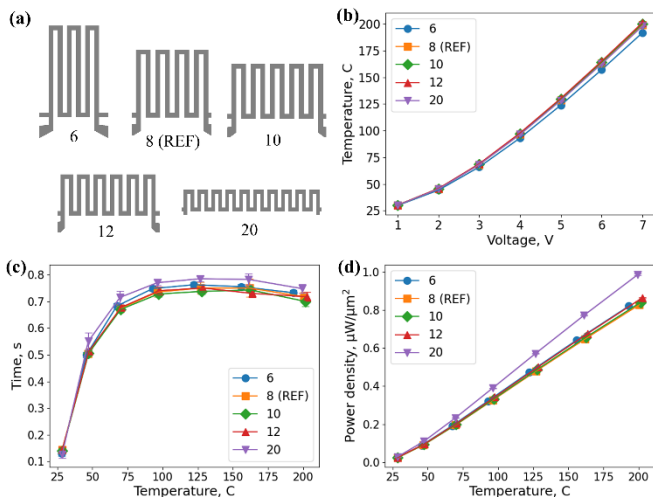 (a)
6
8 (REF)
10
12
20
(b)
Temperature, C
200
175
150
125
100
75
50
25
6
8 (REF)
10
12
20
1 2 3 4 5 6 7
Voltage, V
(c)
Time, s
0.8
0.7
0.6
0.5
0.4
0.3
0.2
0.1
6
8 (REF)
10
12
20
25 50 75 100 125 150 175 200
Temperature, C
(d)
Power density, μW/μm²
1.0
0.8
0.6
0.4
0.2
0.0
6
8 (REF)
10
12
20
25 50 75 100 125 150 175 200
Temperature, C